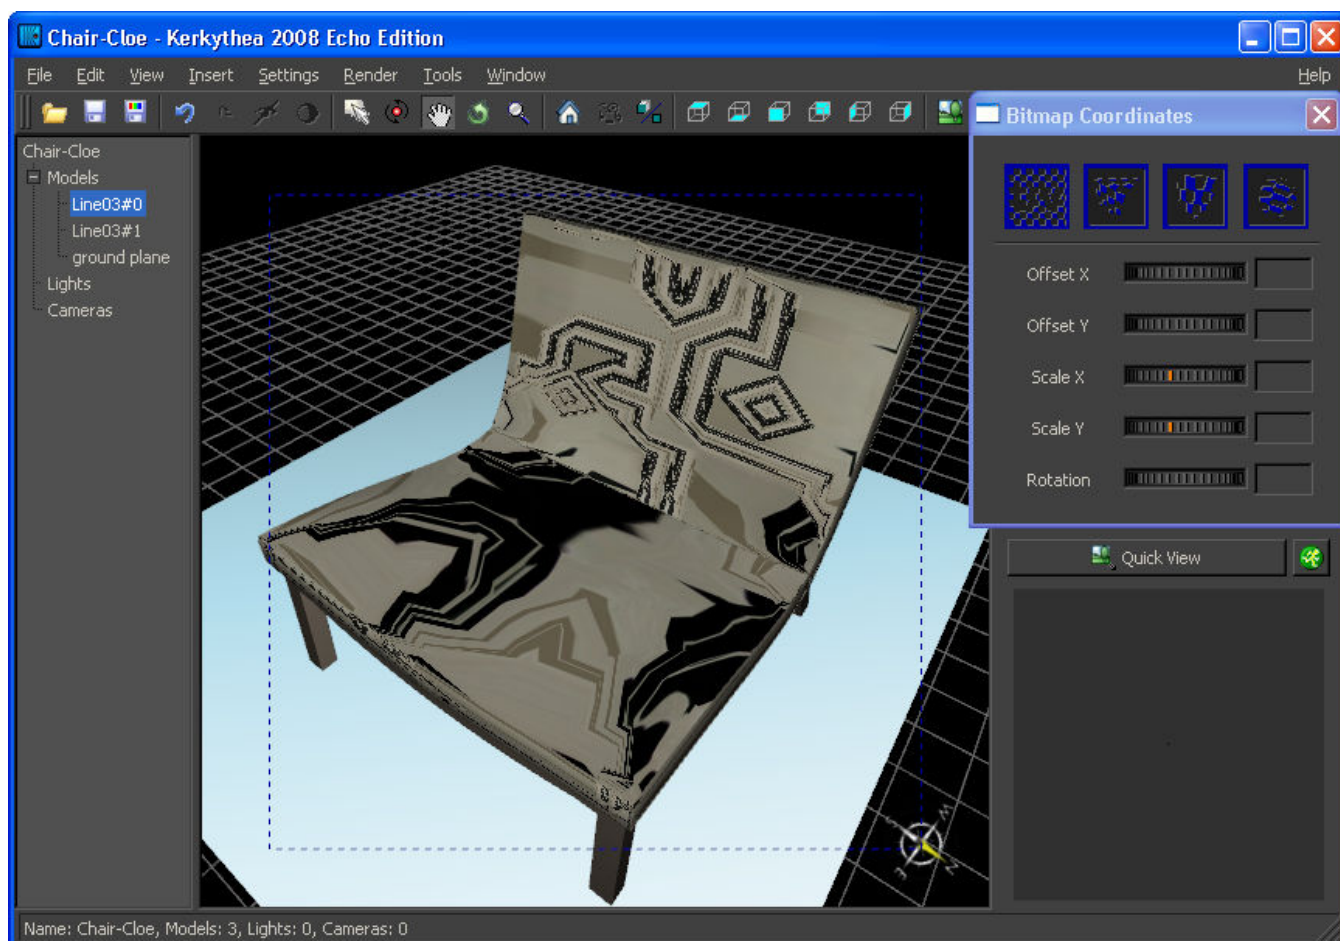 Chair-Cloe - Kerkythea 2008 Echo Edition
File Edit View Insert Settings Render Tools Window Help
Bitmap Coordinates
Chair-Cloe
Models
Line03#0
Line03#1
ground plane
Lights
Cameras
Offset X
Offset Y
Scale X
Scale Y
Rotation
Quick View
W
S
N
Name: Chair-Cloe, Models: 3, Lights: 0, Cameras: 0